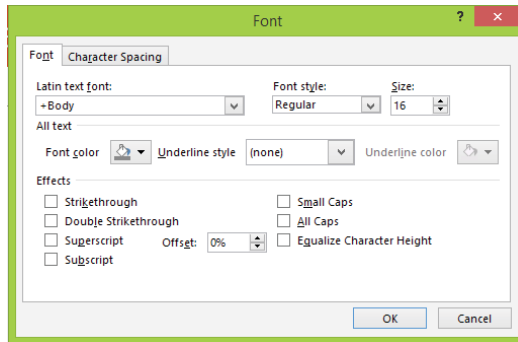 Font
? ×
Font Character Spacing
Latin text font: Font style: Size:
+Body Regular 16
All text
Font color Underline style (none) Underline color
Effects
Strikethrough Small Caps
Double Strikethrough All Caps
Superscript Offset: 0% Equalize Character Height
Subscript
OK Cancel